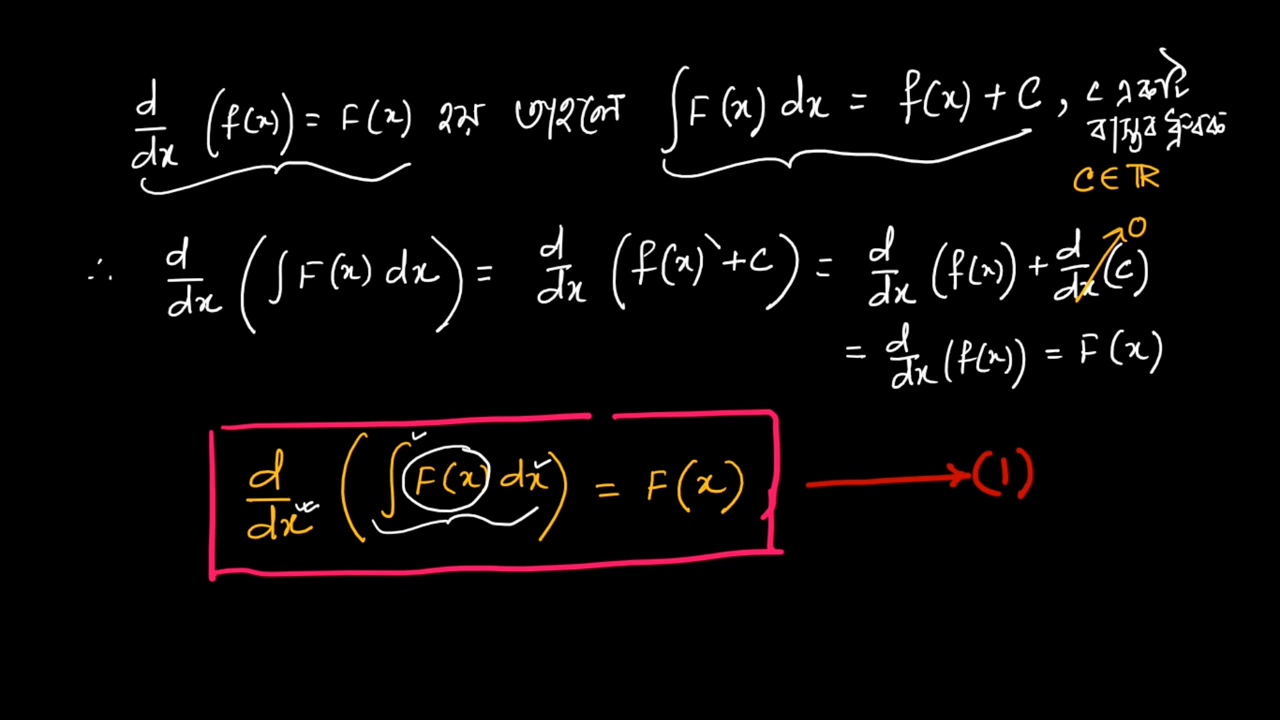 d/dx (f(x)) = F(x) হয় তাহলে ∫F(x) dx = f(x) + C, c একটি
বাস্তব ধ্রুবক
C ∈ ℝ
∴ d/dx (∫F(x) dx) = d/dx (f(x) + c) = d/dx (f(x)) + d/dx (c) 0
= d/dx (f(x)) = F(x)
d/dx (∫F(x) dx) = F(x) → (1)